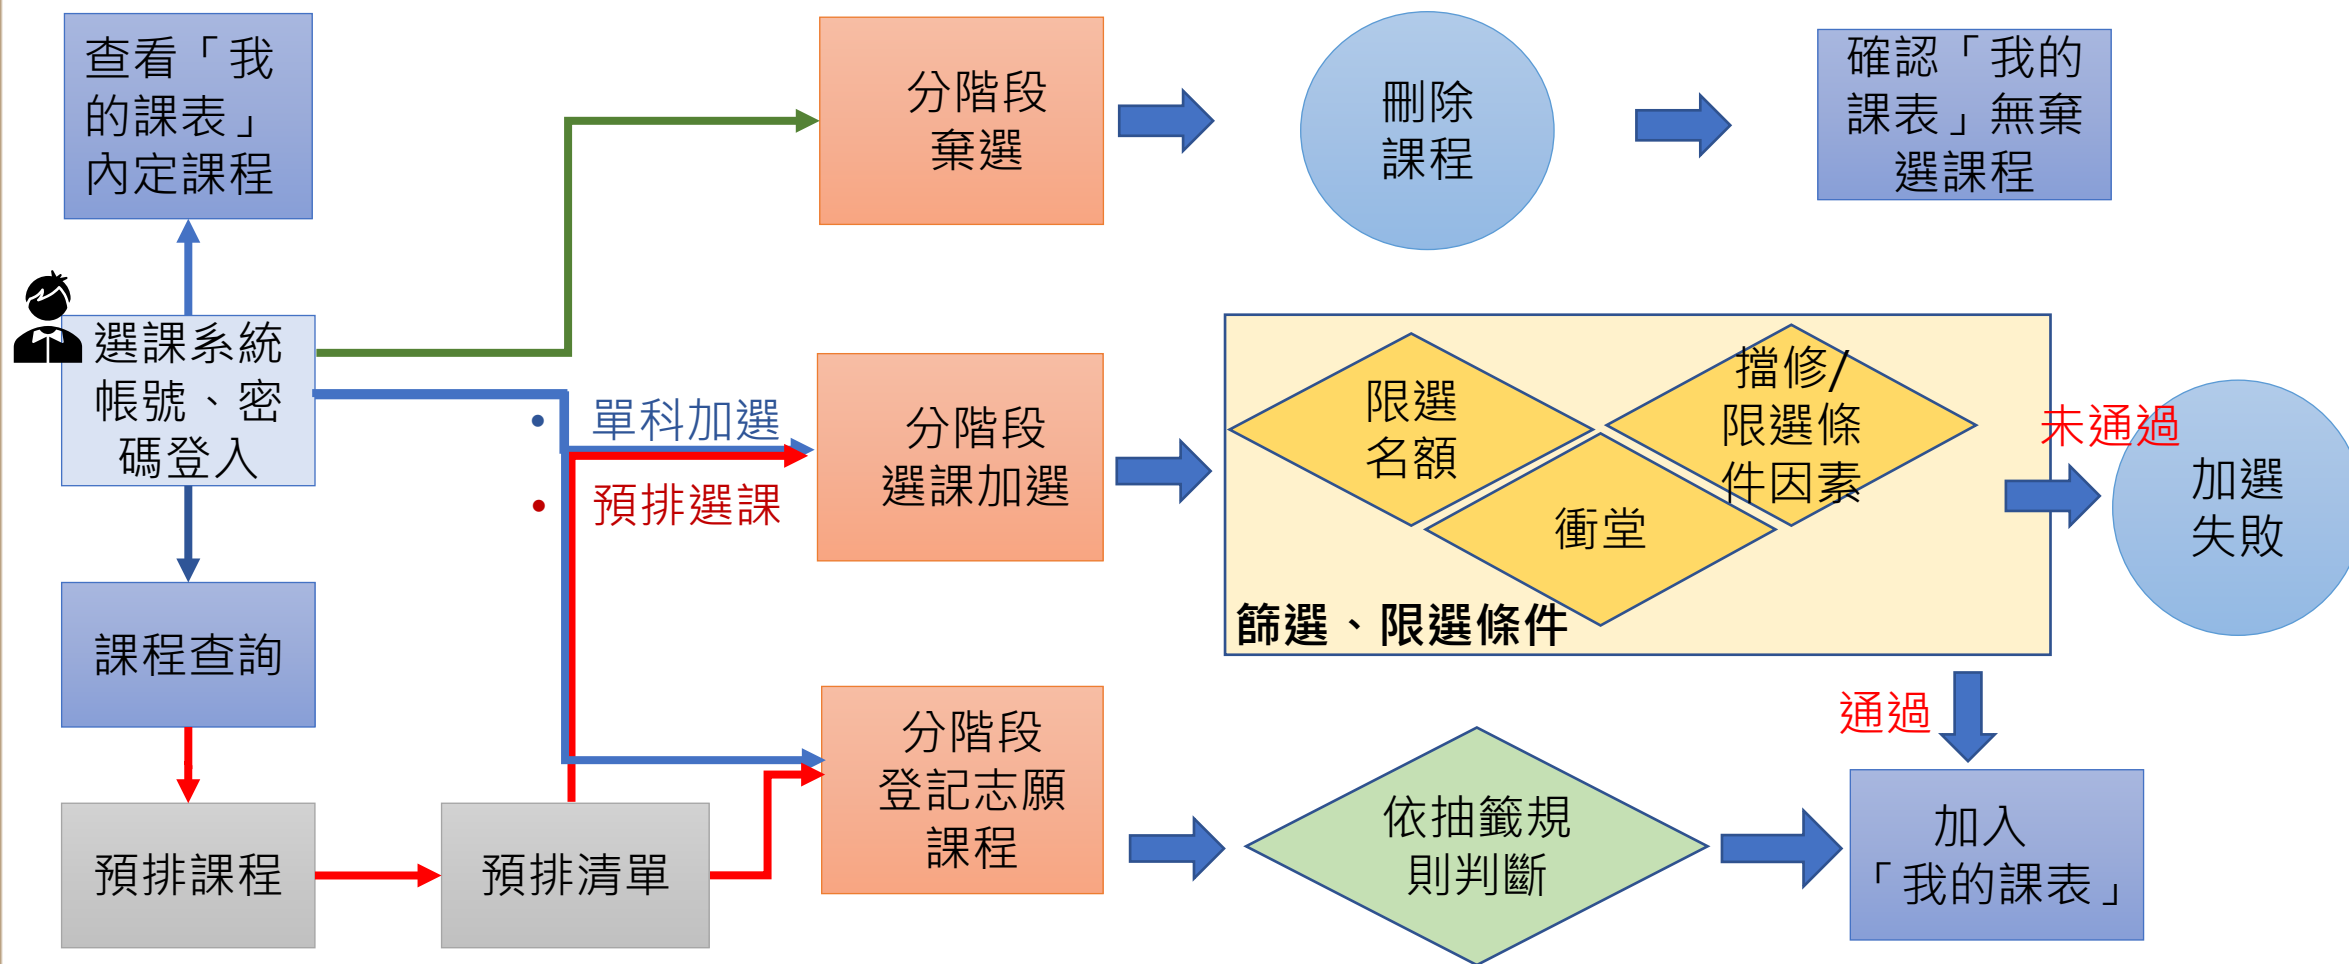 查看「我
的課表」
內定課程
分階段
棄選
刪除
課程
確認「我的
課表」無棄
選課程
選課系統
帳號、密
碼登入
• 單科加選
• 預排選課
分階段
選課加選
限選
名額
擋修/
限選條
件因素
衝堂
篩選、限選條件
未通過
加選
失敗
通過
課程查詢
預排課程
預排清單
分階段
登記志願
課程
依抽籤規
則判斷
加入
「我的課表」